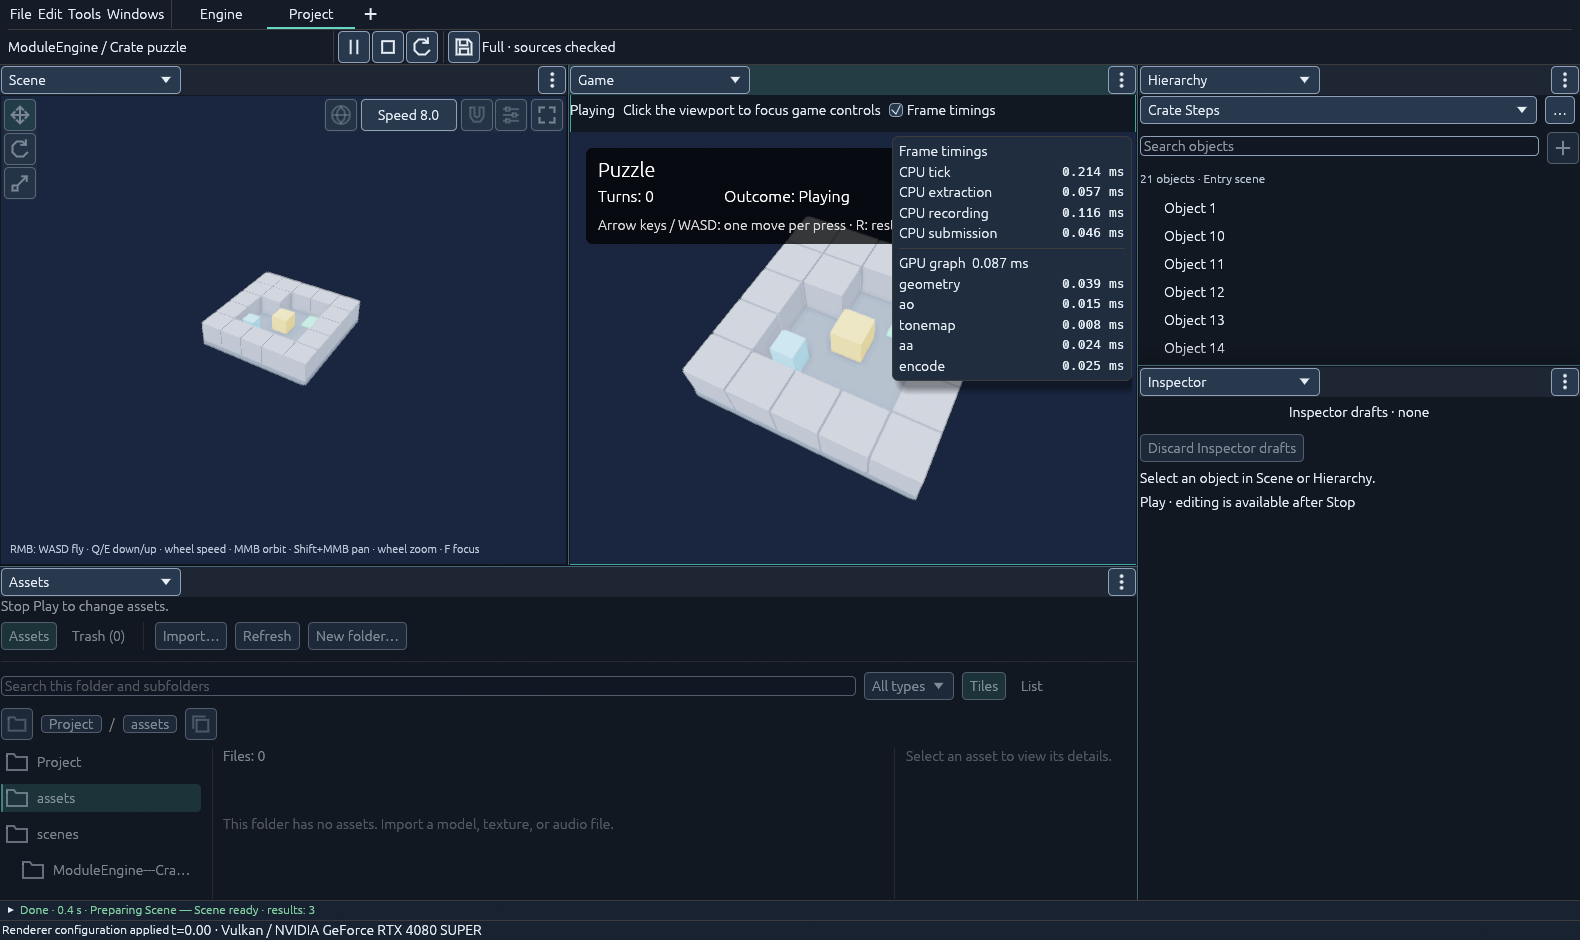 File Edit Tools Windows
Engine
Project
+
ModuleEngine / Crate puzzle
Full · sources checked
Scene
Speed 8.0
RMB: WASD fly · Q/E down/up · wheel speed · MMB orbit · Shift+MMB pan · wheel zoom · F focus
Game
Playing Click the viewport to focus game controls Frame timings
Puzzle
Turns: 0 Outcome: Playing
Arrow keys / WASD: one move per press · R: rest
Frame timings
CPU tick 0.214 ms
CPU extraction 0.057 ms
CPU recording 0.116 ms
CPU submission 0.046 ms
GPU graph 0.087 ms
geometry 0.039 ms
ao 0.015 ms
tonemap 0.008 ms
aa 0.024 ms
encode 0.025 ms
Hierarchy
Crate Steps
...
Search objects
21 objects · Entry scene
Object 1
Object 10
Object 11
Object 12
Object 13
Object 14
Inspector
Inspector drafts · none
Discard Inspector drafts
Select an object in Scene or Hierarchy.
Play · editing is available after Stop
Assets
Stop Play to change assets.
Assets Trash (0) Import... Refresh New folder...
Search this folder and subfolders
All types Tiles List
Project / assets
Project
assets
scenes
ModuleEngine—Cra...
Files: 0
This folder has no assets. Import a model, texture, or audio file.
Select an asset to view its details.
Done · 0.4 s · Preparing Scene — Scene ready · results: 3
Renderer configuration applied t=0.00 · Vulkan / NVIDIA GeForce RTX 4080 SUPER